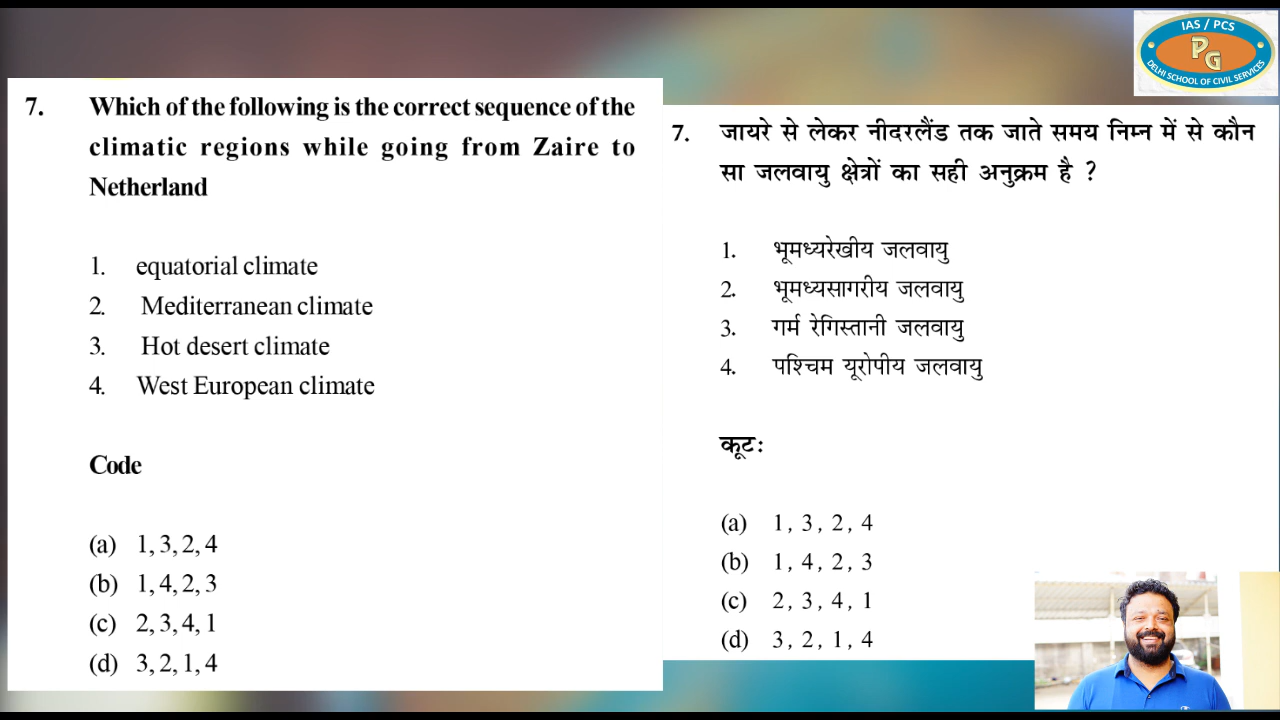 IAS / PCS
PG
DELHI SCHOOL OF CIVIL SERVICES
7. Which of the following is the correct sequence of the
climatic regions while going from Zaire to
Netherland
1. equatorial climate
2. Mediterranean climate
3. Hot desert climate
4. West European climate
Code
(a) 1, 3, 2, 4
(b) 1, 4, 2, 3
(c) 2, 3, 4, 1
(d) 3, 2, 1, 4
7. जायरे से लेकर नीदरलैंड तक जाते समय निम्न में से कौन
सा जलवायु क्षेत्रों का सही अनुक्रम है ?
1. भूमध्यरेखीय जलवायु
2. भूमध्यसागरीय जलवायु
3. गर्म रेगिस्तानी जलवायु
4. पश्चिम यूरोपीय जलवायु
कूटः
(a) 1, 3, 2, 4
(b) 1, 4, 2, 3
(c) 2, 3, 4, 1
(d) 3, 2, 1, 4